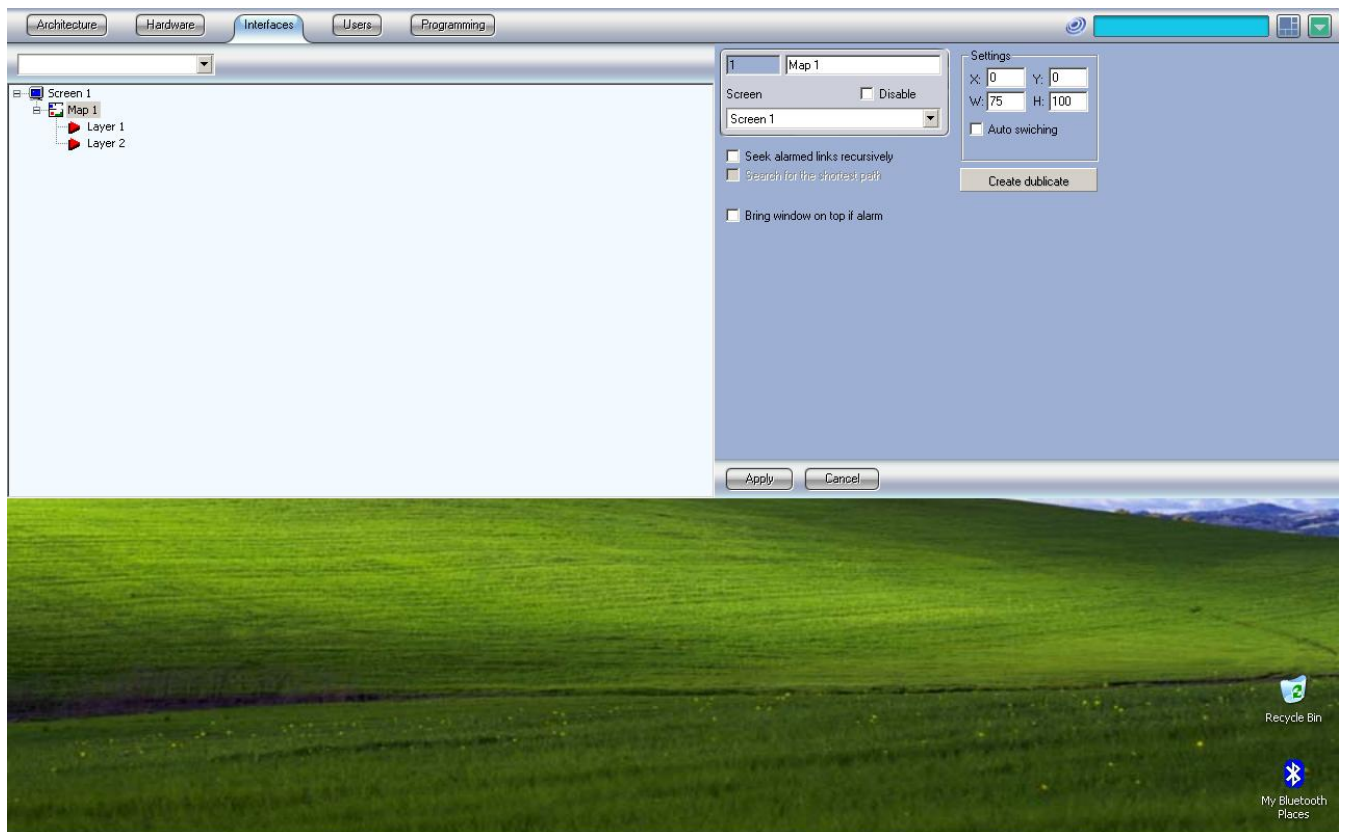 Architecture Hardware Interfaces Users Programming
Screen 1
Map 1
Layer 1
Layer 2
1 Map 1
Screen Disable
Screen 1
Seek alarmed links recursively
Search for the shortest path
Bring window on top if alarm
Settings
X: 0 Y: 0
W: 75 H: 100
Auto swiching
Create dublicate
Apply Cancel
Recycle Bin
My Bluetooth
Places